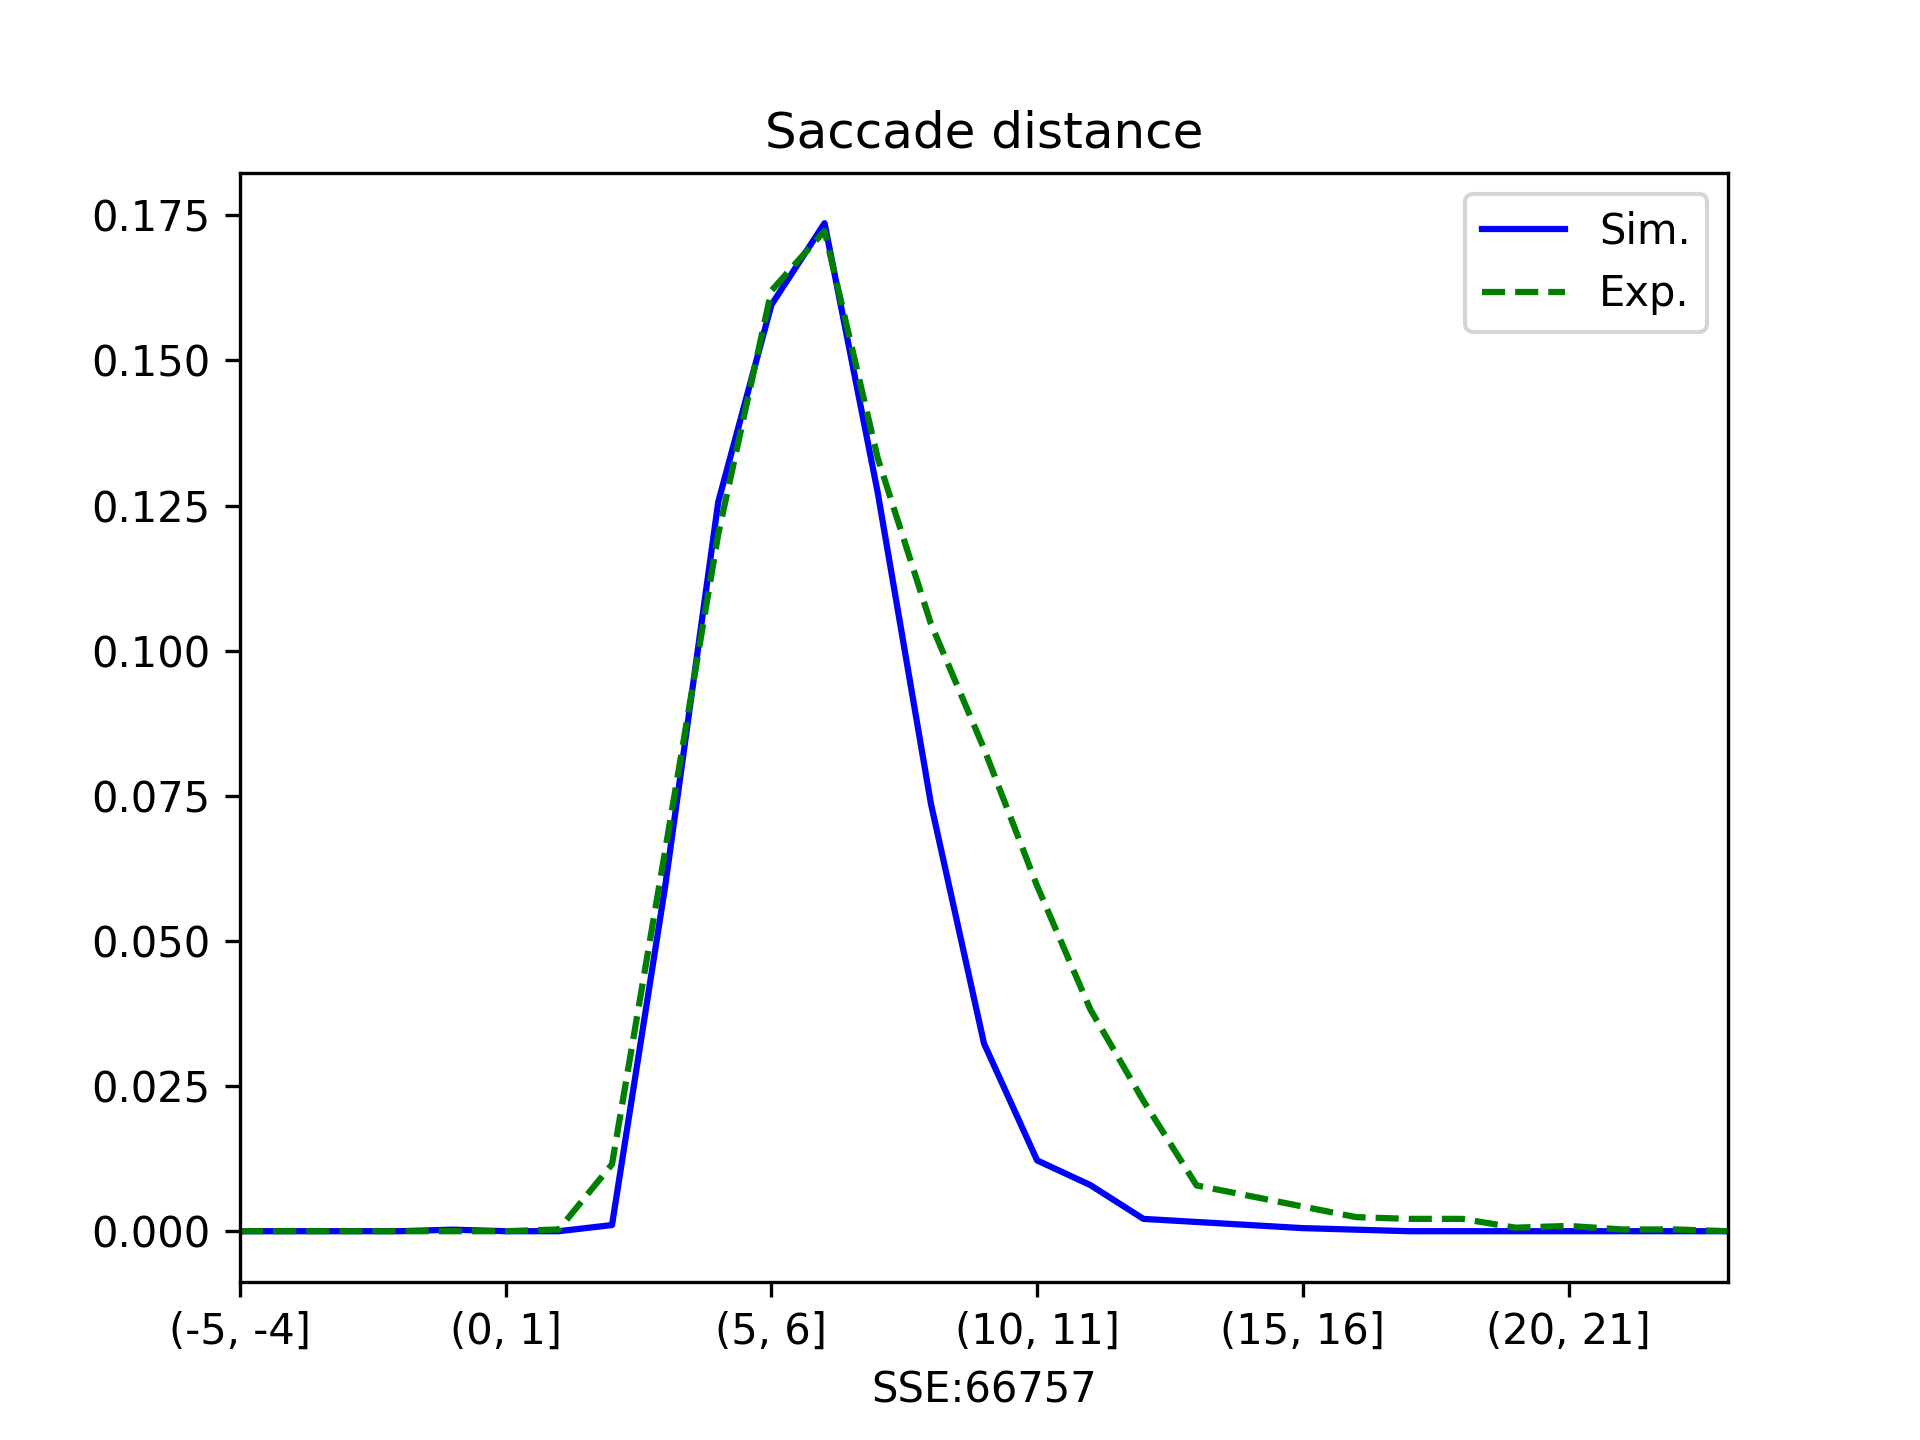 Saccade distance
0.175
0.150
0.125
0.100
0.075
0.050
0.025
0.000
Sim.
Exp.
(-5, -4] (0, 1] (5, 6] (10, 11] (15, 16] (20, 21]
SSE:66757